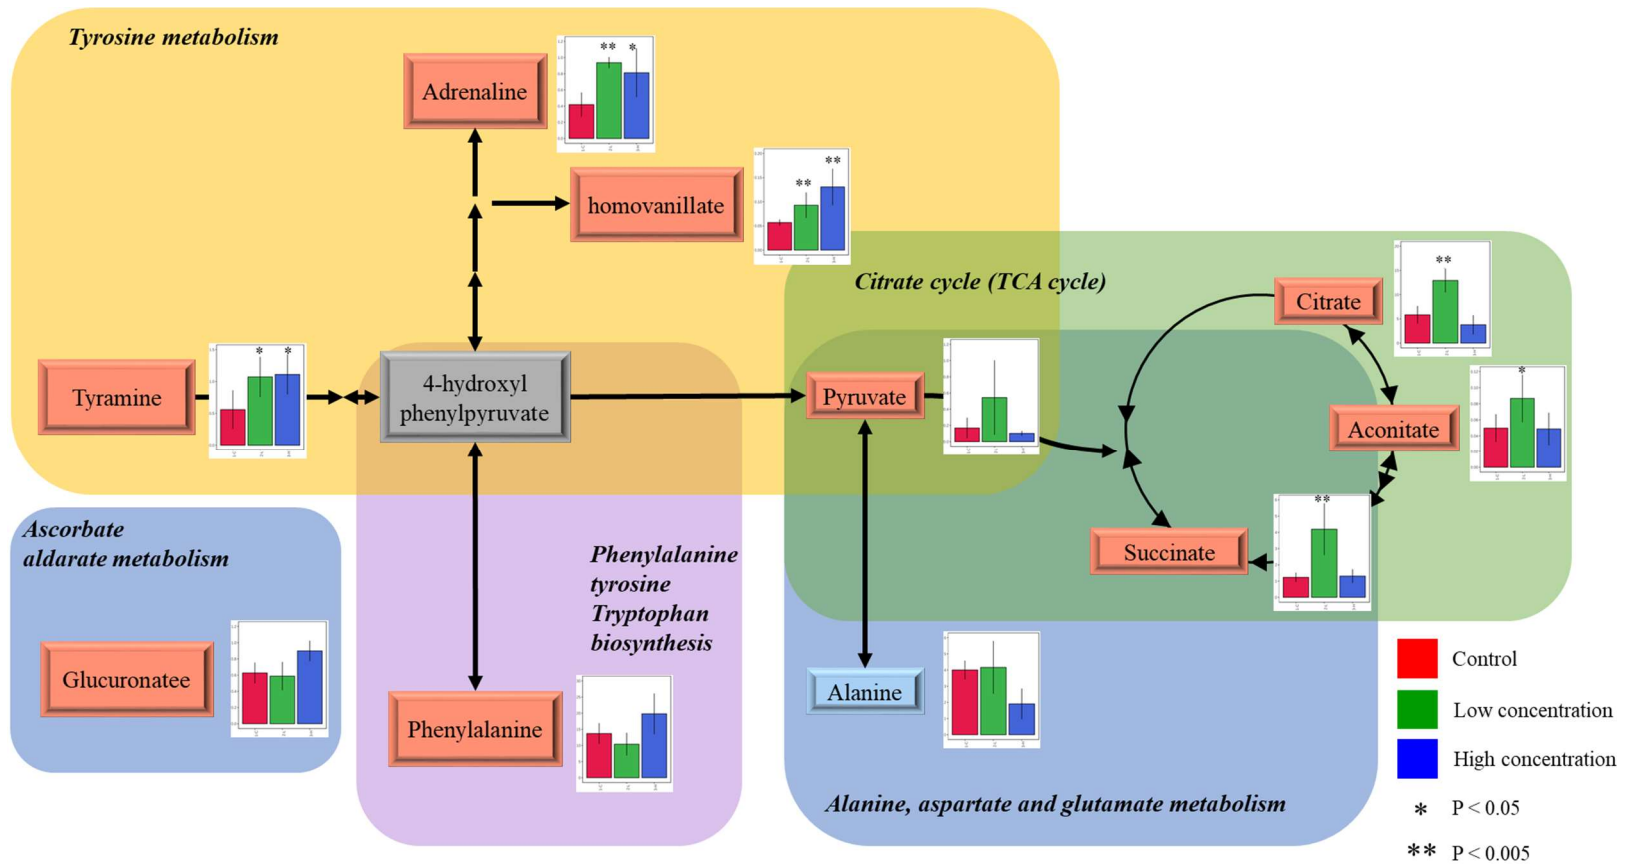 Tyrosine metabolism
Adrenaline
** *
homovanillate
** **
Citrate cycle (TCA cycle)
Citrate
**
Tyramine
* *
4-hydroxyl
phenylpyruvate
Pyruvate
Aconitate
*
Succinate
**
Ascorbate
aldarate metabolism
Glucuronatee
Phenylalanine
tyrosine
Tryptophan
biosynthesis
Phenylalanine
Alanine
Alanine, aspartate and glutamate metabolism
Control
Low concentration
High concentration
* P < 0.05
** P < 0.005